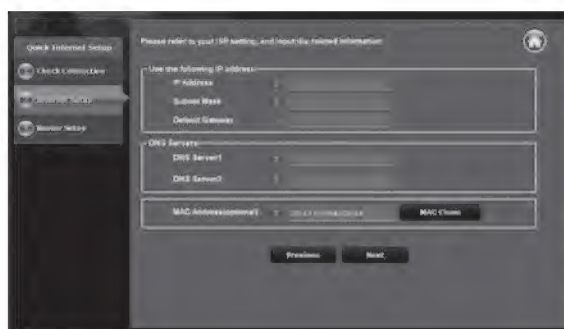 Quick Internet Setup
Check Connection
Internet Setup
Router Setup
Please refer to your ISP setting, and input the related information
Use the following IP address:
IP Address :
Subnet Mask :
Default Gateway :
DNS Servers:
DNS Server1 :
DNS Server2 :
MAC Address(optional) :
MAC Clone
Previous
Next